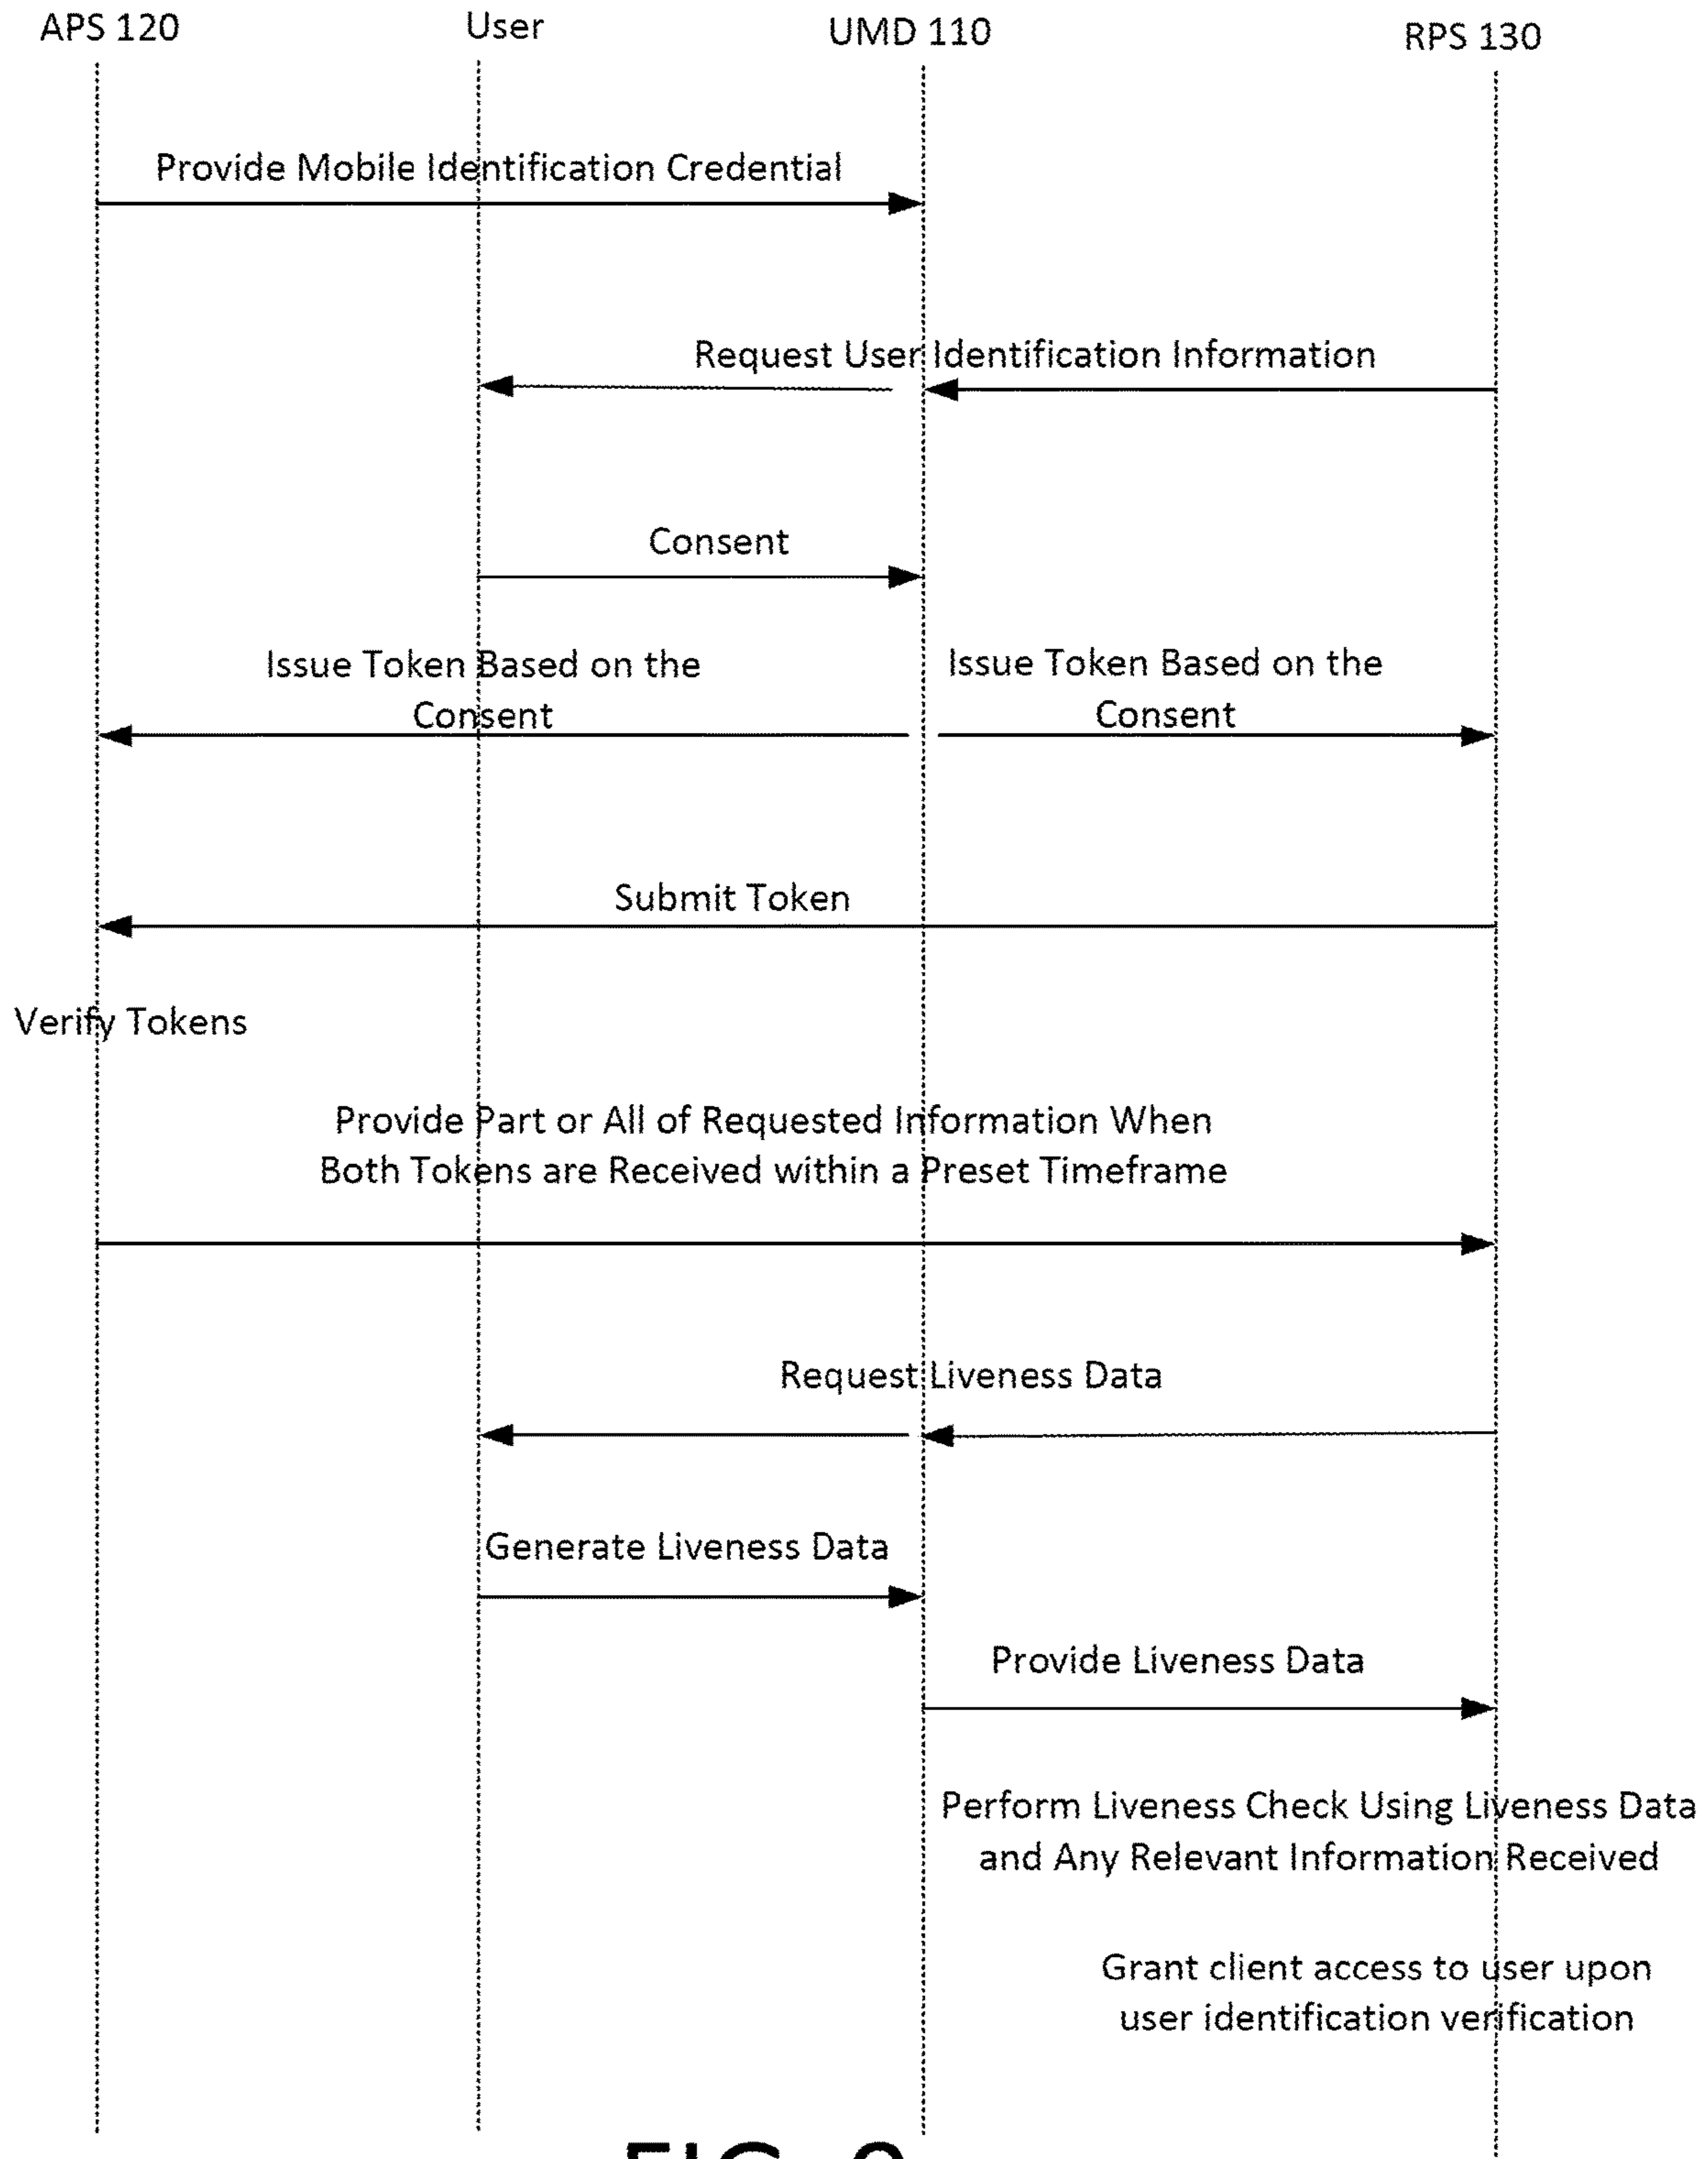 APS 120
User
UMD 110
RPS 130
Provide Mobile Identification Credential
Request User Identification Information
Consent
Issue Token Based on the
Consent
Issue Token Based on the
Consent
Submit Token
Verify Tokens
Provide Part or All of Requested Information When
Both Tokens are Received within a Preset Timeframe
Request Liveness Data
Generate Liveness Data
Provide Liveness Data
Perform Liveness Check Using Liveness Data
and Any Relevant Information Received
Grant client access to user upon
user identification verification